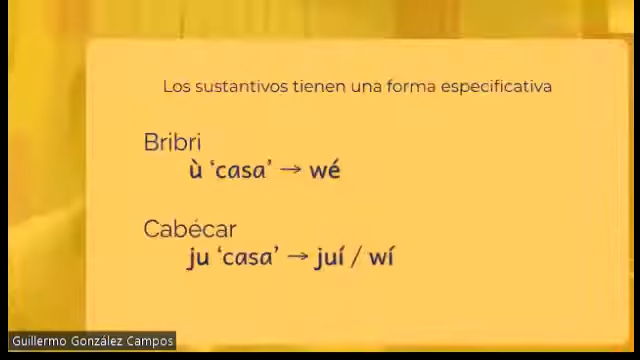 Los sustantivos tienen una forma especificativa
Bribri
ù ‘casa’ → wé
Cabécar
ju ‘casa’ → juí / wí
Guillermo González Campos